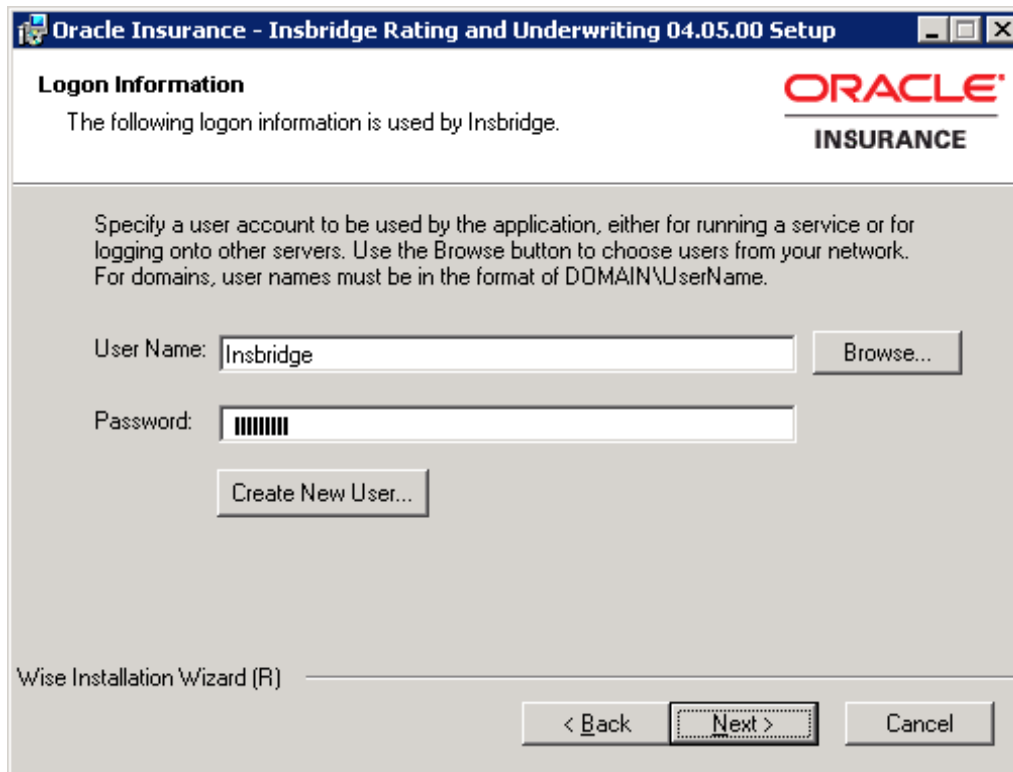 Oracle Insurance - Insbridge Rating and Underwriting 04.05.00 Setup
Logon Information
The following logon information is used by Insbridge.
ORACLE
INSURANCE
Specify a user account to be used by the application, either for running a service or for
logging onto other servers. Use the Browse button to choose users from your network.
For domains, user names must be in the format of DOMAIN\UserName.
User Name: Insbridge Browse...
Password:
Create New User...
Wise Installation Wizard (R)
< Back Next > Cancel